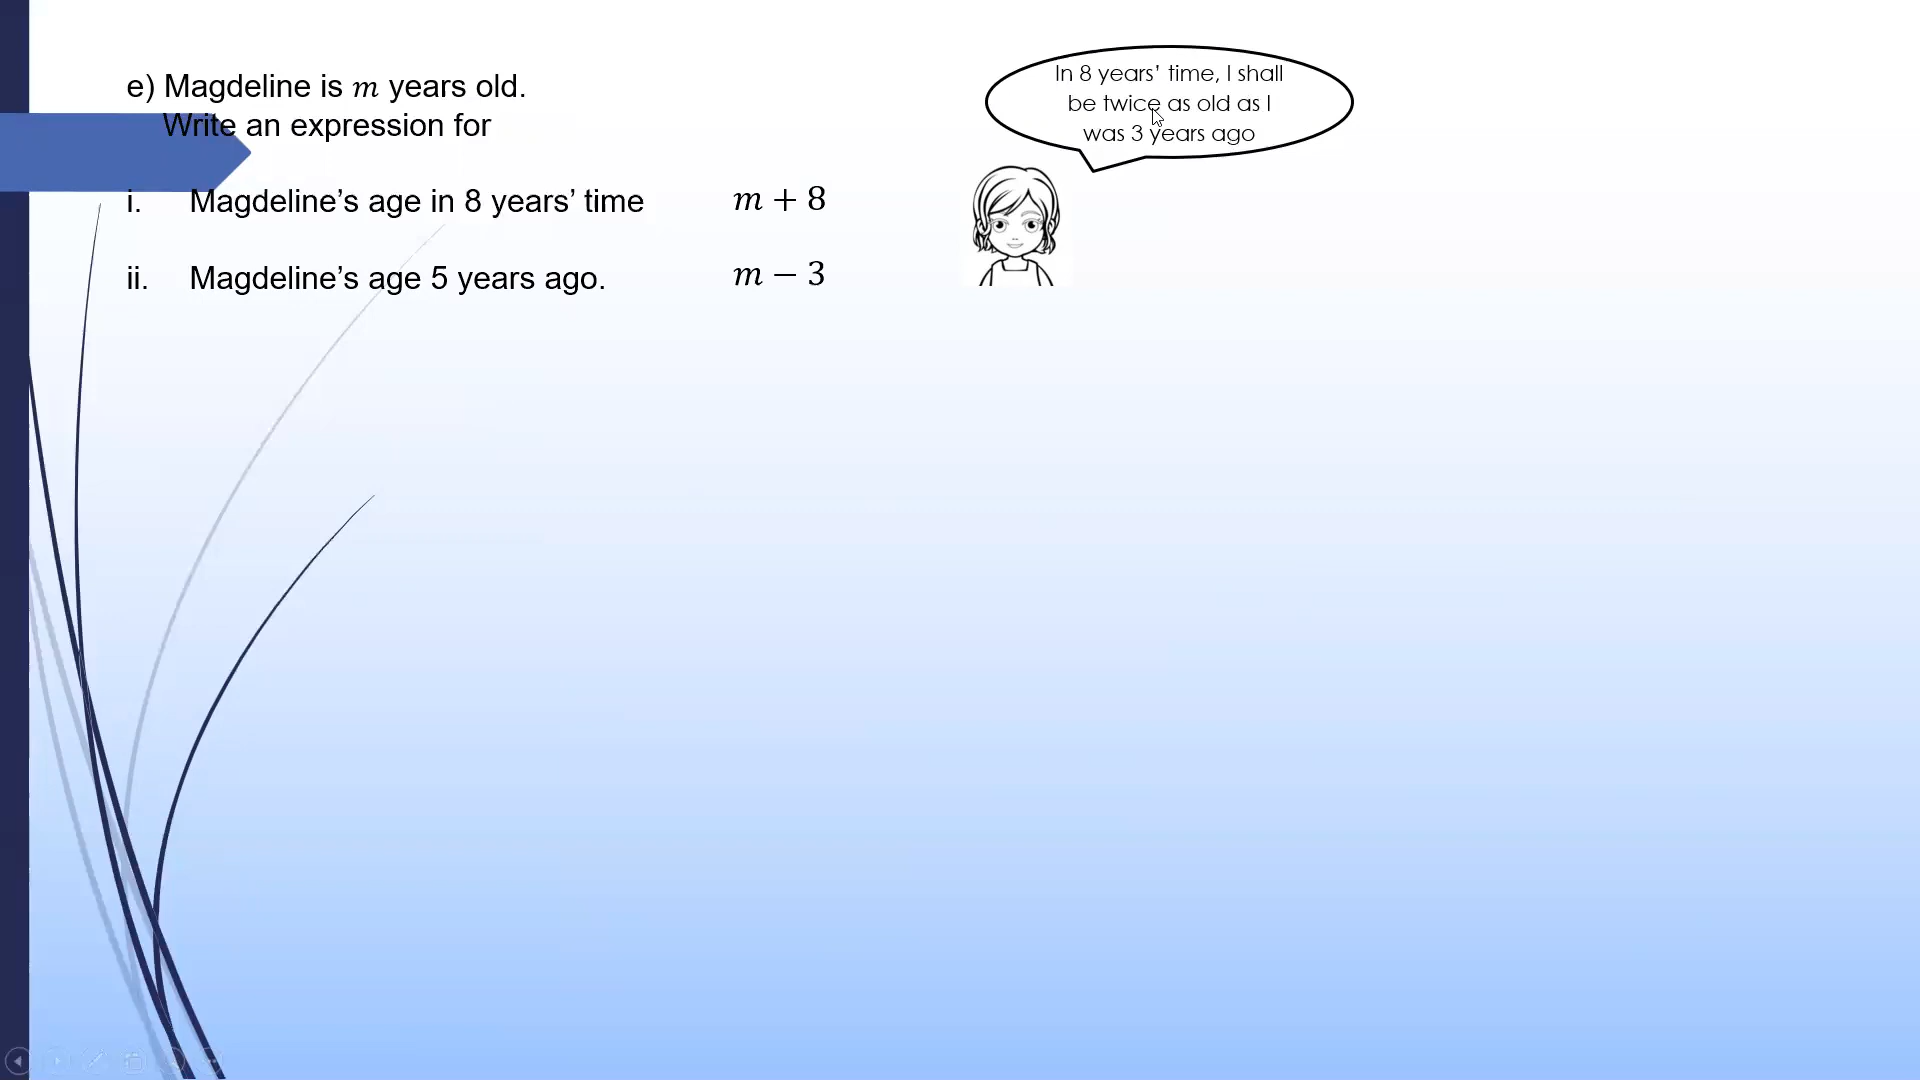 e) Magdeline is m years old.
Write an expression for
i. Magdeline’s age in 8 years’ time m + 8
ii. Magdeline’s age 5 years ago. m − 3
In 8 years’ time, I shall
be twice as old as I
was 3 years ago